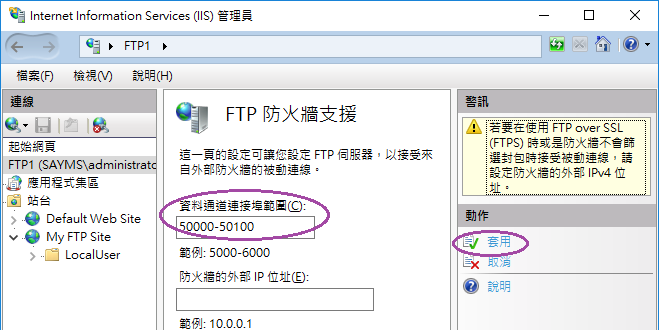 Internet Information Services (IIS) 管理員
FTP1
檔案(F)
檢視(V)
說明(H)
連線
起始網頁
FTP1 (SAYMS\administrato
應用程式集區
站台
Default Web Site
My FTP Site
LocalUser
FTP 防火牆支援
這一頁的設定可讓您設定 FTP 伺服器，以接受來
自外部防火牆的被動連線。
資料通道連接埠範圍(C):
50000-50100
範例: 5000-6000
防火牆的外部 IP 位址(E):
範例: 10.0.0.1
警訊
若要在使用 FTP over SSL
(FTPS) 時或是防火牆不會篩
選封包時接受被動連線，請
設定防火牆的外部 IPv4 位
址。
動作
套用
取消
說明